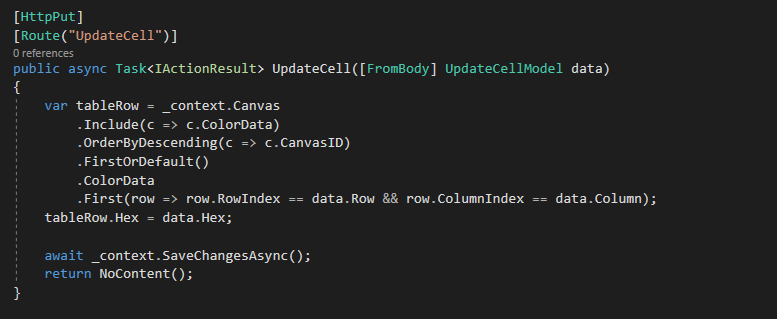 [HttpPut]
[Route("UpdateCell")]
0 references
public async Task<IActionResult> UpdateCell([FromBody] UpdateCellModel data)
{
    var tableRow = _context.Canvas
        .Include(c => c.ColorData)
        .OrderByDescending(c => c.CanvasID)
        .FirstOrDefault()
        .ColorData
        .First(row => row.RowIndex == data.Row && row.ColumnIndex == data.Column);
    tableRow.Hex = data.Hex;

    await _context.SaveChangesAsync();
    return NoContent();
}